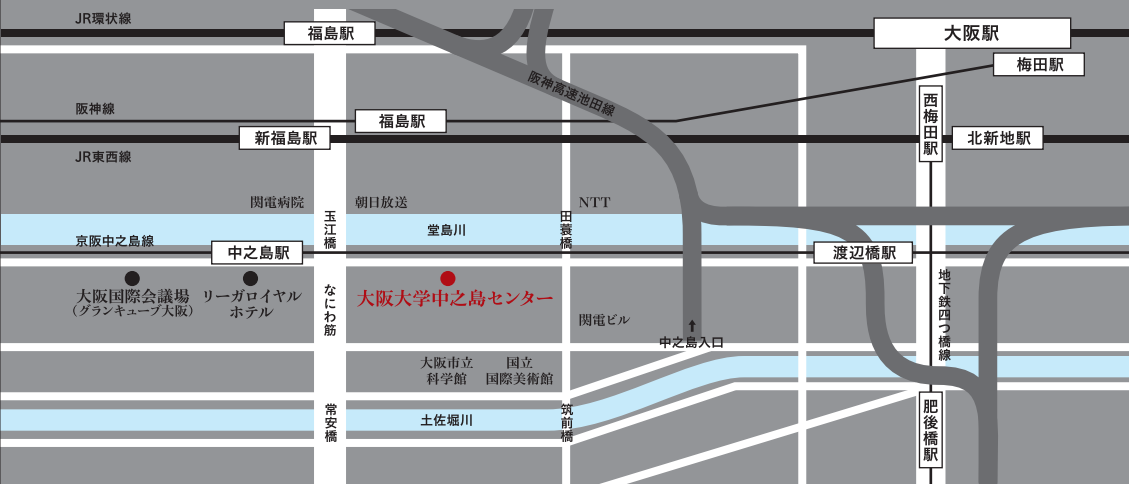 JR環状線
福島駅
大阪駅
梅田駅
阪神高速池田線
阪神線
福島駅
西梅田駅
新福島駅
北新地駅
JR東西線
関電病院
朝日放送
NTT
玉江橋
堂島川
田蓑橋
京阪中之島線
中之島駅
渡辺橋駅
大阪国際会議場
(グランキューブ大阪)
リーガロイヤル
ホテル
なにわ筋
大阪大学中之島センター
地下鉄四つ橋線
関電ビル
中之島入口
大阪市立
科学館
国立
国際美術館
常安橋
土佐堀川
筑前橋
肥後橋駅